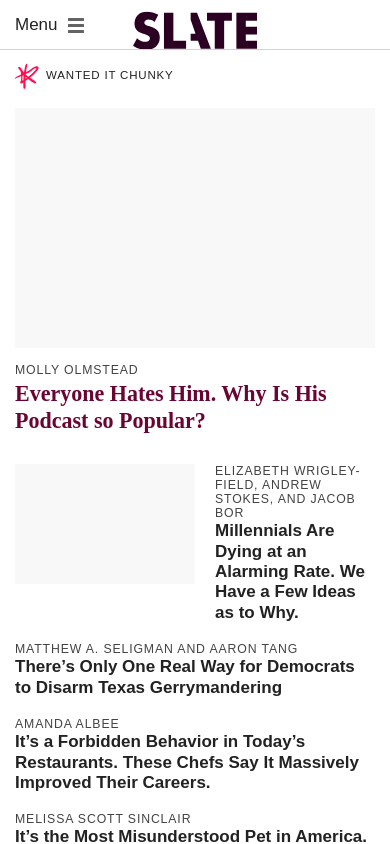 Menu
SLATE
WANTED IT CHUNKY
MOLLY OLMSTEAD
Everyone Hates Him. Why Is His
Podcast so Popular?
ELIZABETH WRIGLEY-
FIELD, ANDREW
STOKES, AND JACOB
BOR
Millennials Are
Dying at an
Alarming Rate. We
Have a Few Ideas
as to Why.
MATTHEW A. SELIGMAN AND AARON TANG
There’s Only One Real Way for Democrats
to Disarm Texas Gerrymandering
AMANDA ALBEE
It’s a Forbidden Behavior in Today’s
Restaurants. These Chefs Say It Massively
Improved Their Careers.
MELISSA SCOTT SINCLAIR
It’s the Most Misunderstood Pet in America.